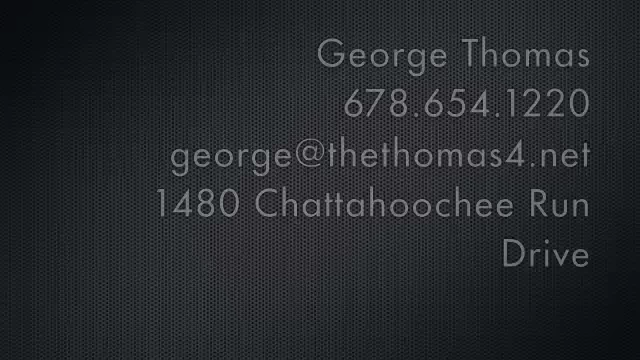 George Thomas
678.654.1220
george@thethomas4.net
1480 Chattahoochee Run
Drive